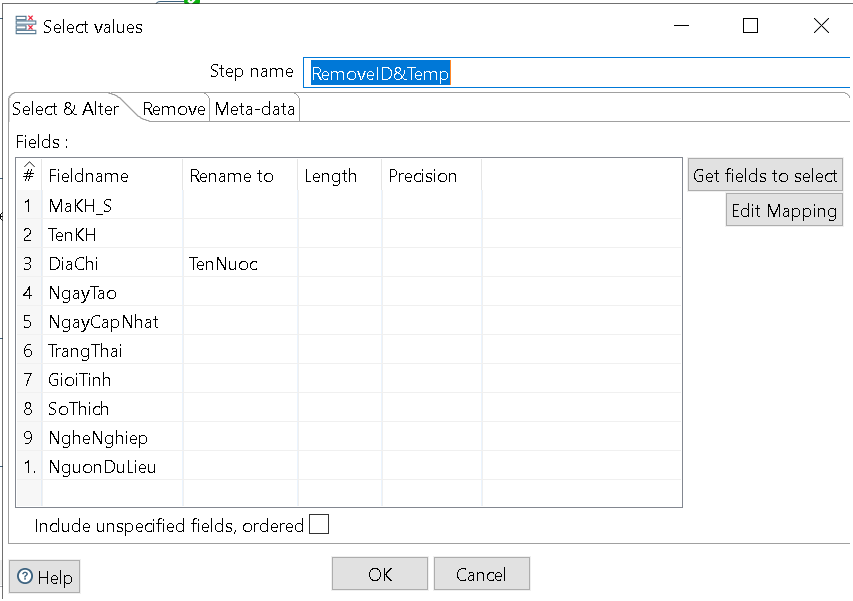 Select values
Step name RemoveID&Temp
Select & Alter Remove Meta-data
Fields :
# Fieldname Rename to Length Precision
Get fields to select
Edit Mapping
1 MaKH_S
2 TenKH
3 DiaChi TenNuoc
4 NgayTao
5 NgayCapNhat
6 TrangThai
7 GioiTinh
8 SoThich
9 NgheNghiep
1. NguonDuLieu
Include unspecified fields, ordered
Help OK Cancel